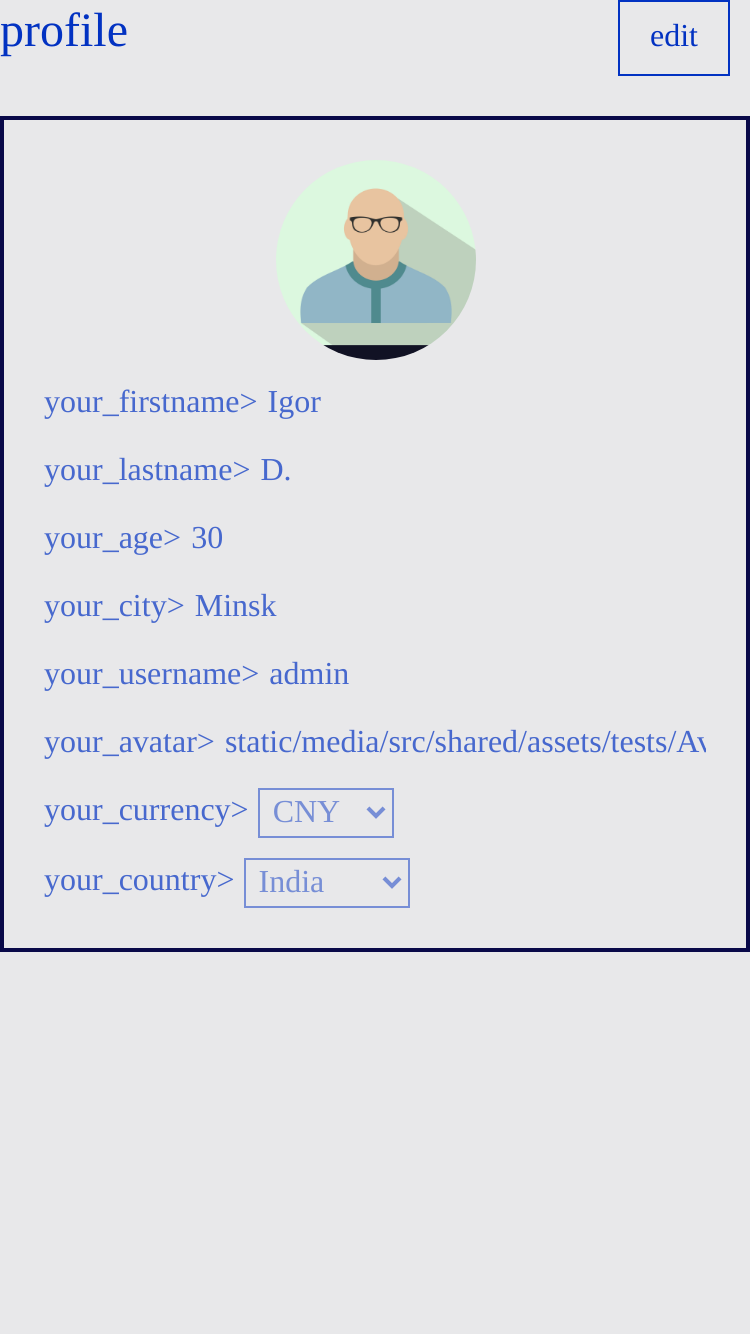 profile
edit
your_firstname> Igor
your_lastname> D.
your_age> 30
your_city> Minsk
your_username> admin
your_avatar> static/media/src/shared/assets/tests/Av
your_currency> CNY
your_country> India